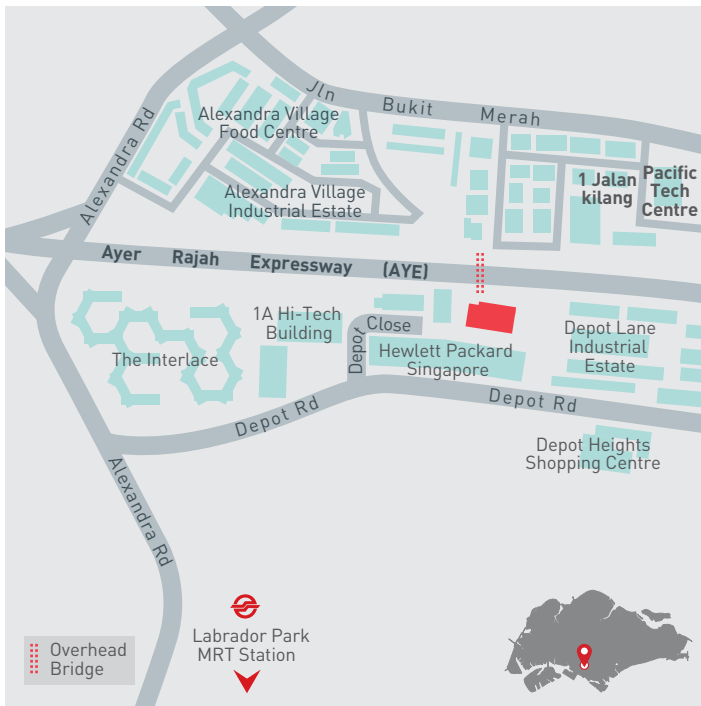 Jln Bukit Merah
Alexandra Rd
Alexandra Village
Food Centre
Alexandra Village
Industrial Estate
1 Jalan
kilang
Pacific
Tech
Centre
Ayer Rajah Expressway (AYE)
1A Hi-Tech
Building
Depot Close
The Interlace
Hewlett Packard
Singapore
Depot Lane
Industrial
Estate
Depot Rd
Depot Rd
Depot Heights
Shopping Centre
Alexandra Rd
Labrador Park
MRT Station
Overhead
Bridge